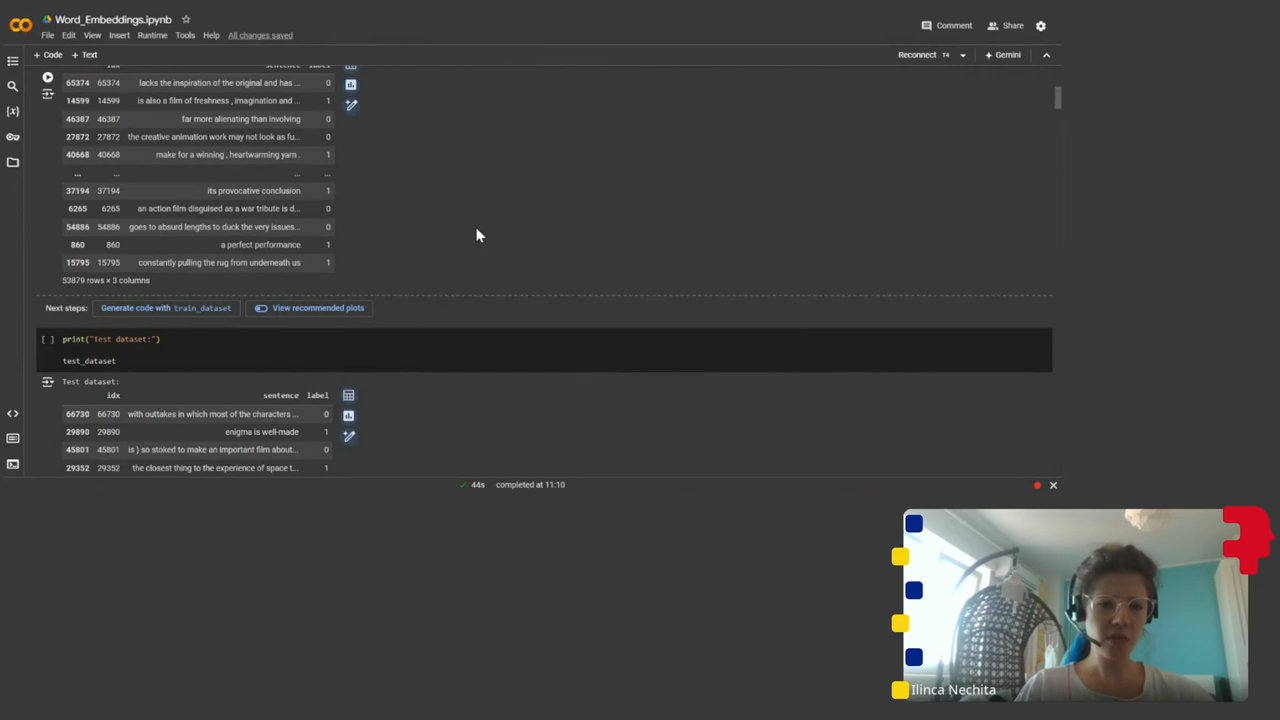 Word_Embeddings.ipynb
File Edit View Insert Runtime Tools Help All changes saved
Comment Share
+ Code + Text
Reconnect T4 Gemini
65374 65374 lacks the inspiration of the original and has ... 0
14599 14599 is also a film of freshness , imagination and ... 1
46387 46387 far more alienating than involving 0
27872 27872 the creative animation work may not look as fu... 0
40668 40668 make for a winning , heartwarming yarn . 1
... ... ... ...
37194 37194 its provocative conclusion 1
6265 6265 an action film disguised as a war tribute is d... 0
54886 54886 goes to absurd lengths to duck the very issues... 0
860 860 a perfect performance 1
15795 15795 constantly pulling the rug from underneath us 1
53879 rows × 3 columns
Next steps: Generate code with train_dataset View recommended plots
[ ] print("Test dataset:")
test_dataset
Test dataset:
idx sentence label
66730 66730 with outtakes in which most of the characters ... 0
29890 29890 enigma is well-made 1
45801 45801 is ) so stoked to make an important film about... 0
29352 29352 the closest thing to the experience of space t... 1
44s completed at 11:10
Ilinca Nechita